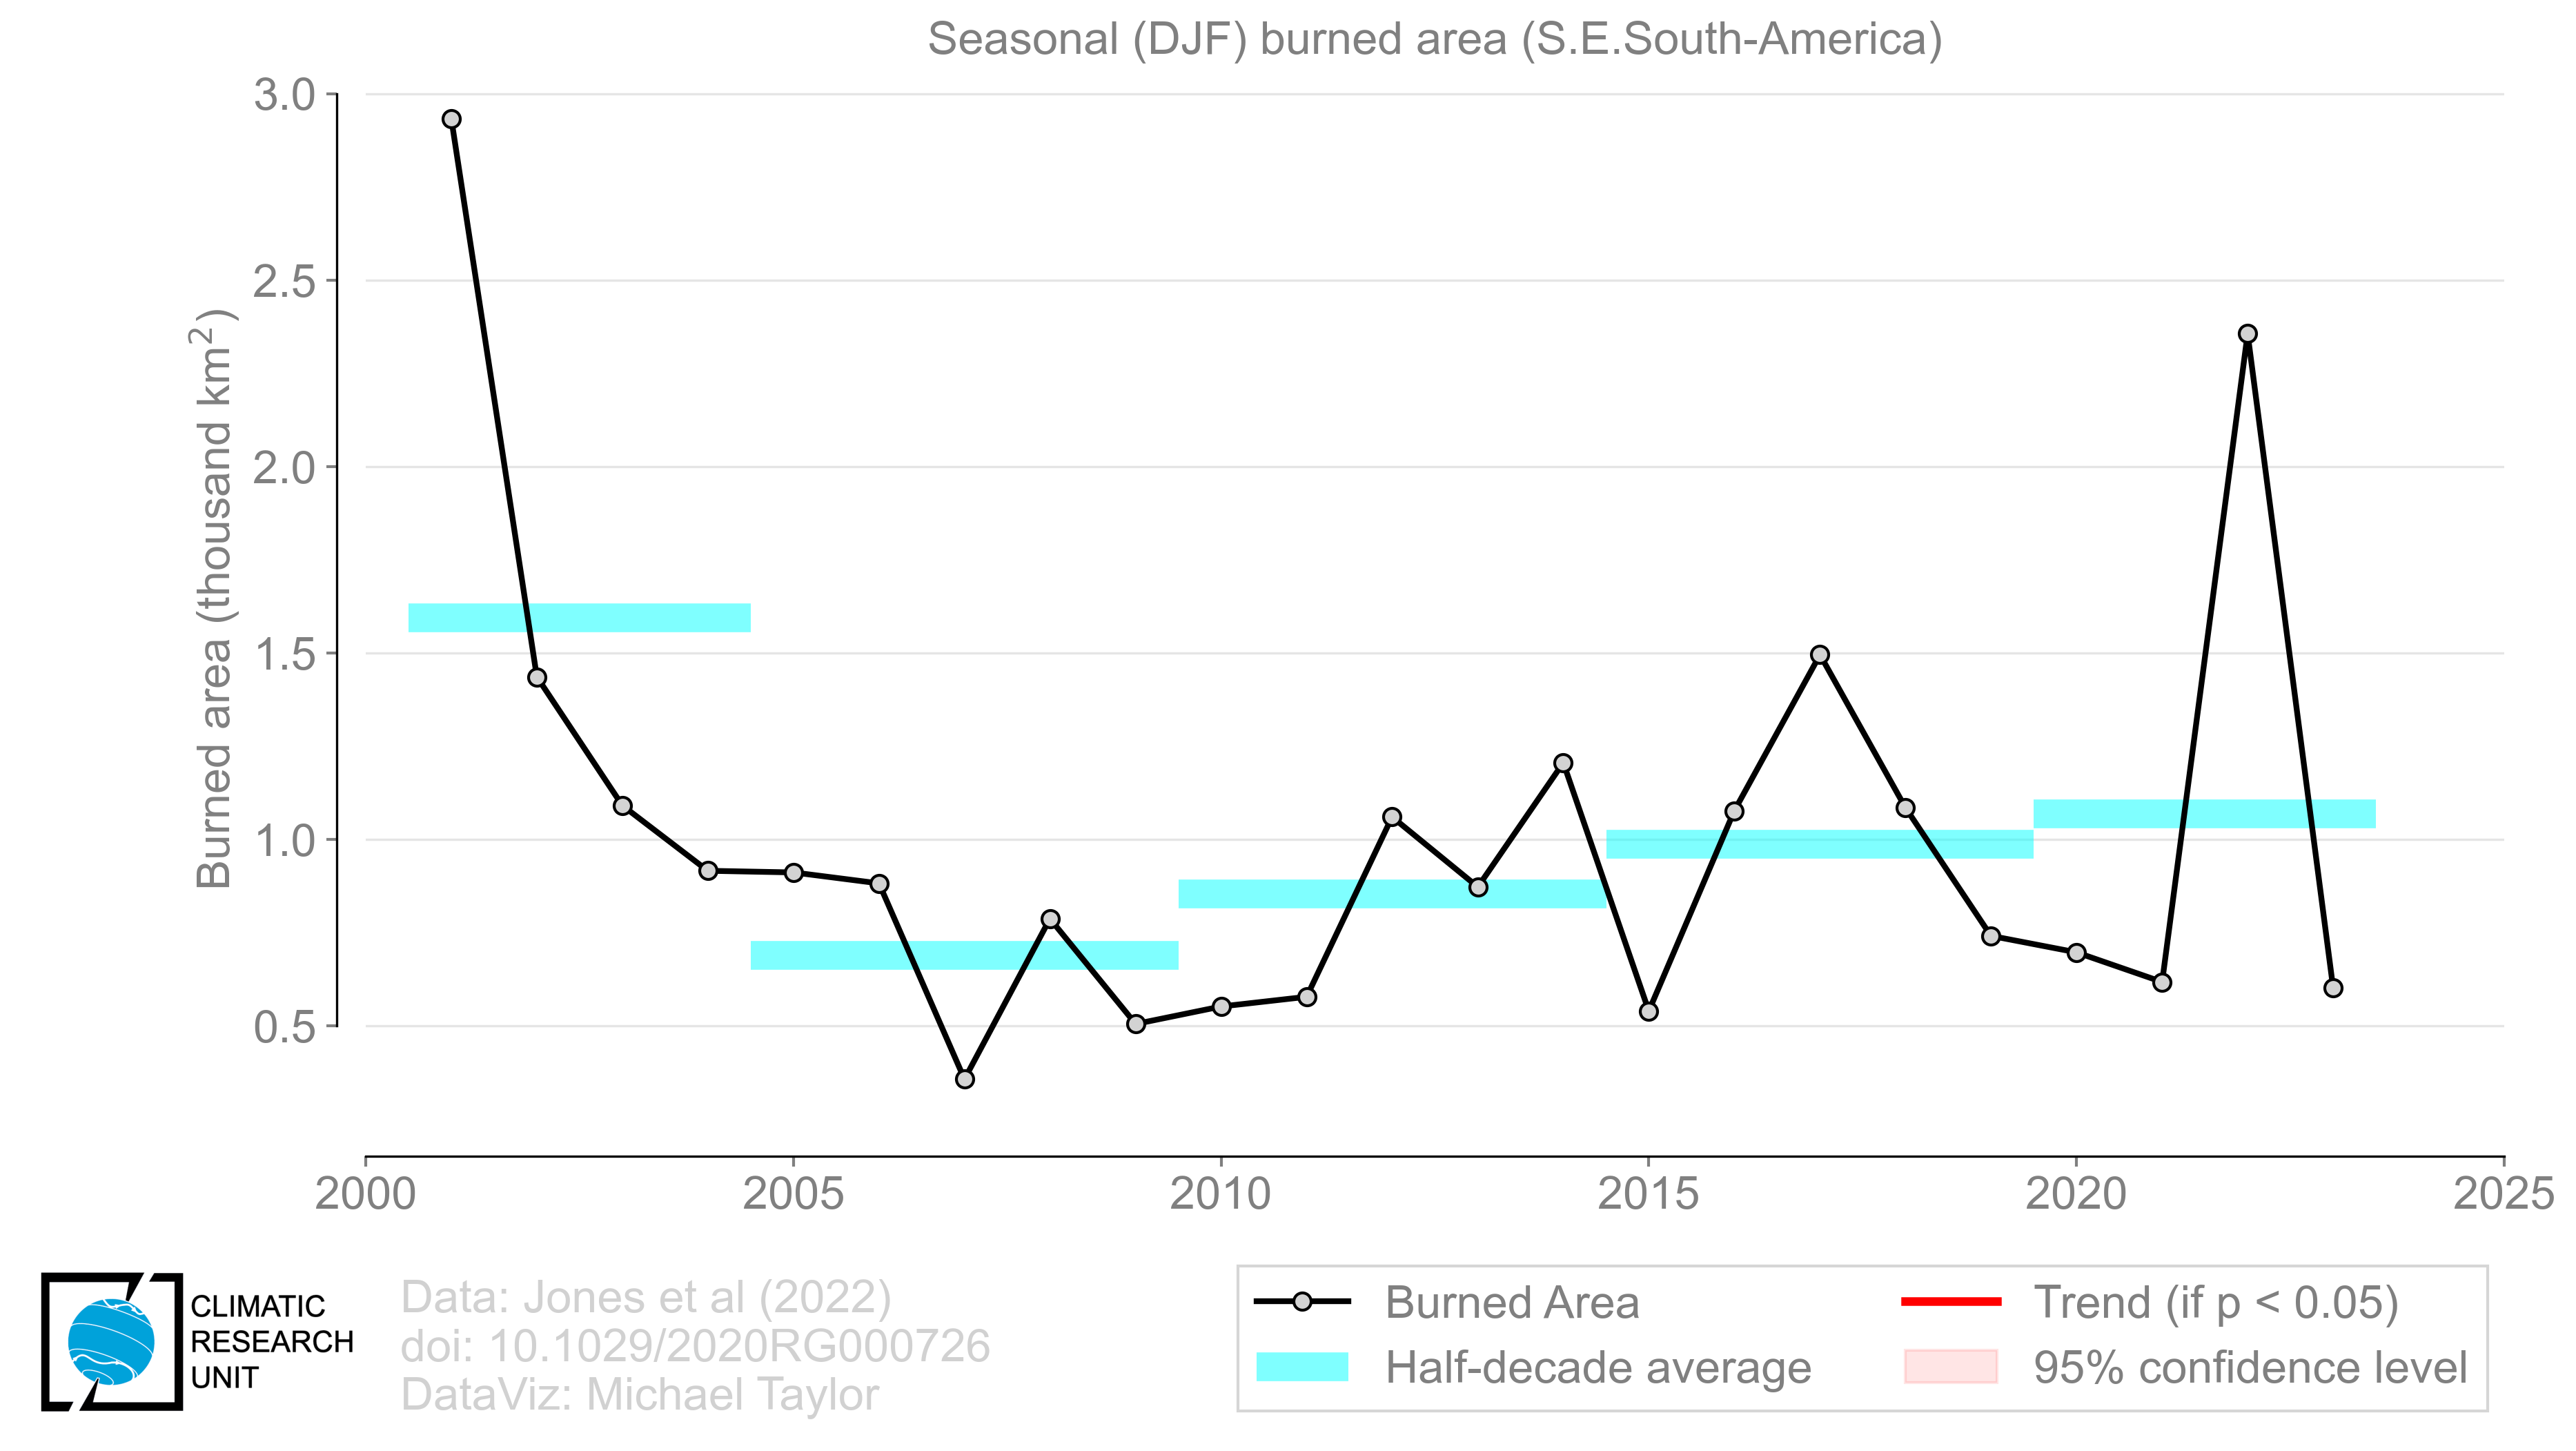 Seasonal (DJF) burned area (S.E.South-America)
Burned area (thousand km²)
3.0
2.5
2.0
1.5
1.0
0.5
2000
2005
2010
2015
2020
2025
CLIMATIC
RESEARCH
UNIT
Data: Jones et al (2022)
doi: 10.1029/2020RG000726
DataViz: Michael Taylor
Burned Area
Half-decade average
Trend (if p < 0.05)
95% confidence level